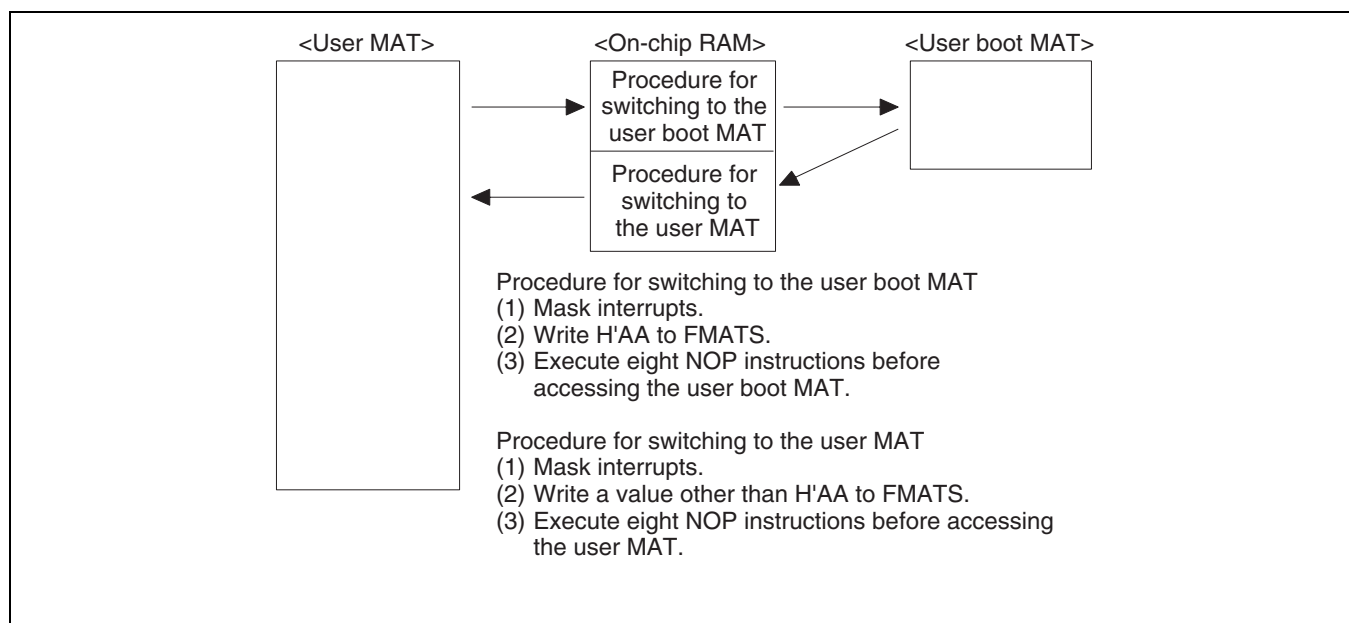 <User MAT>
<On-chip RAM>
<User boot MAT>
Procedure for
switching to the
user boot MAT
Procedure for
switching to
the user MAT
Procedure for switching to the user boot MAT
(1) Mask interrupts.
(2) Write H'AA to FMATS.
(3) Execute eight NOP instructions before
accessing the user boot MAT.
Procedure for switching to the user MAT
(1) Mask interrupts.
(2) Write a value other than H'AA to FMATS.
(3) Execute eight NOP instructions before accessing
the user MAT.